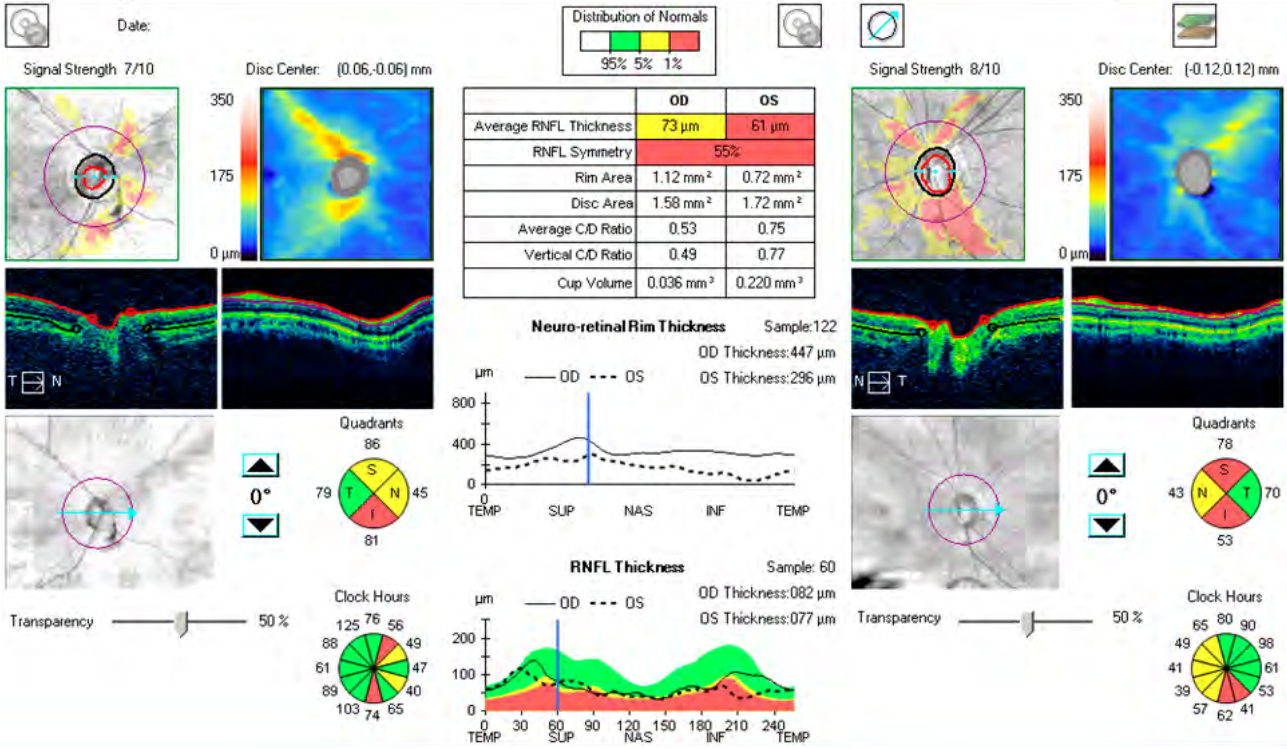 Date:
Distribution of Normals
95% 5% 1%
Signal Strength 7/10
Disc Center: (0.06,-0.06) mm
350
175
0 µm
OD OS
Average RNFL Thickness 73 µm 61 µm
RNFL Symmetry 55%
Rim Area 1.12 mm² 0.72 mm²
Disc Area 1.58 mm² 1.72 mm²
Average C/D Ratio 0.53 0.75
Vertical C/D Ratio 0.49 0.77
Cup Volume 0.036 mm³ 0.220 mm³
Signal Strength 8/10
Disc Center: (-0.12,0.12) mm
350
175
0 µm
T N
N T
Neuro-retinal Rim Thickness Sample:122
OD Thickness:447 µm
OS Thickness:296 µm
µm OD OS
800
400
0
0
TEMP SUP NAS INF TEMP
Quadrants
86
79 S T N I 45
81
0°
Transparency 50 %
Clock Hours
125 76 56
88 49
61 47
89 40
103 74 65
RNFL Thickness Sample: 60
OD Thickness:082 µm
OS Thickness:077 µm
µm OD OS
200
100
0
0 30 60 90 120 150 180 210 240
TEMP SUP NAS INF TEMP
Quadrants
78
43 S N T I 70
53
0°
Transparency 50 %
Clock Hours
65 80 90
49 98
41 61
39 53
57 62 41